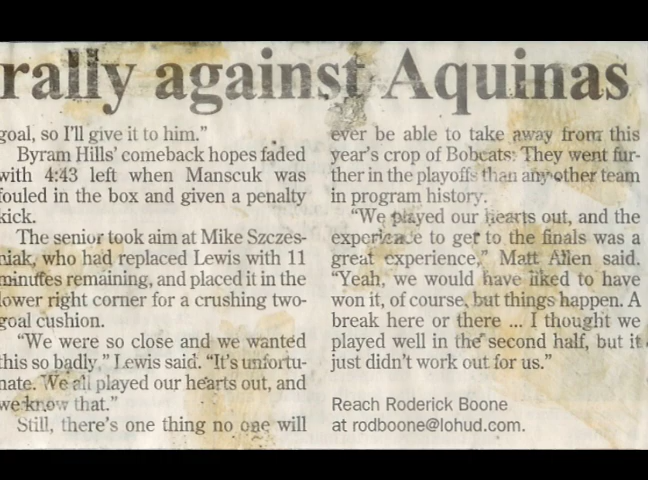 rally against Aquinas
goal, so I'll give it to him."
Byram Hills' comeback hopes faded
with 4:43 left when Manscuk was
fouled in the box and given a penalty
kick.
The senior took aim at Mike Szczes-
niak, who had replaced Lewis with 11
minutes remaining, and placed it in the
lower right corner for a crushing two-
goal cushion.
"We were so close and we wanted
this so badly," Lewis said. "It's unfortu-
nate. We all played our hearts out, and
we know that."
Still, there's one thing no one will
ever be able to take away from this
year's crop of Bobcats: They went fur-
ther in the playoffs than any other team
in program history.
"We played our hearts out, and the
experience to get to the finals was a
great experience," Matt Allen said.
"Yeah, we would have liked to have
won it, of course, but things happen. A
break here or there ... I thought we
played well in the second half, but it
just didn't work out for us."
Reach Roderick Boone
at rodboone@lohud.com.